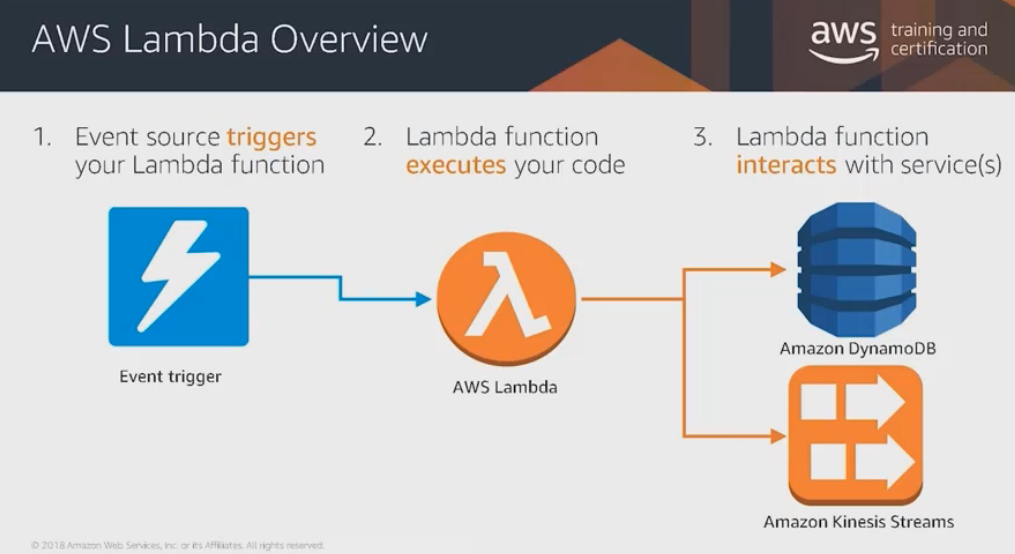 AWS Lambda Overview
aws training and
certification
1. Event source triggers
your Lambda function
2. Lambda function
executes your code
3. Lambda function
interacts with service(s)
Event trigger
AWS Lambda
Amazon DynamoDB
Amazon Kinesis Streams
© 2018 Amazon Web Services, Inc. or its Affiliates. All rights reserved.